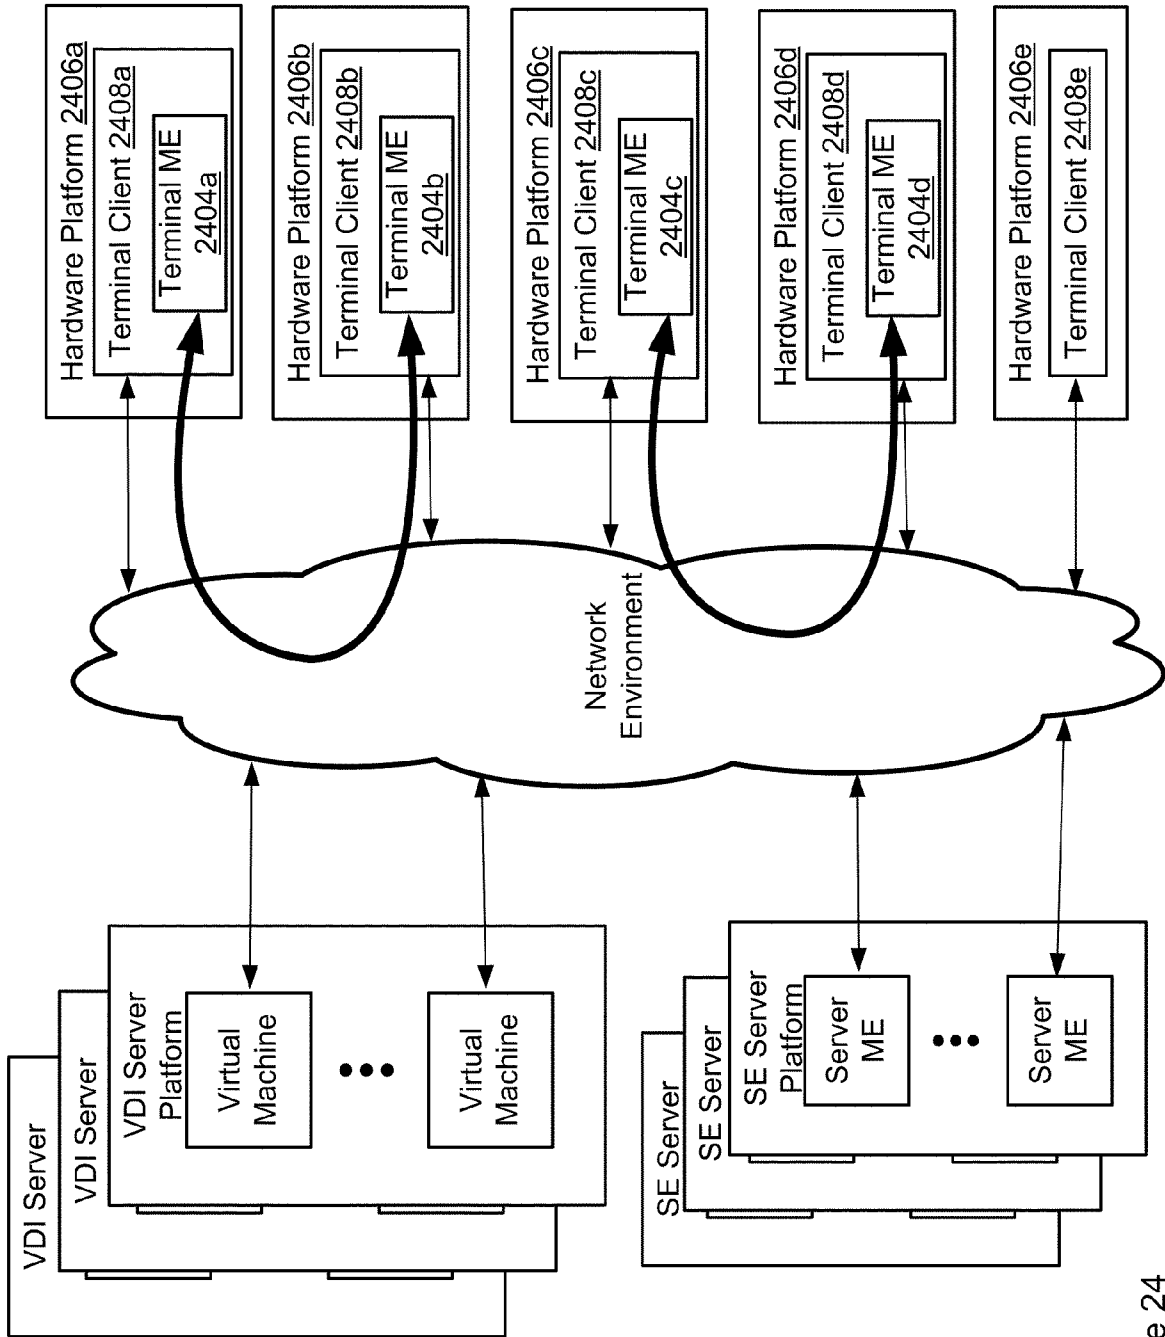 VDI Server
VDI Server
VDI Server
Platform
Virtual
Machine
Virtual
Machine
SE Server
SE Server
SE Server
Platform
Server
ME
Server
ME
Network
Environment
Hardware Platform 2406a
Terminal Client 2408a
Terminal ME
2404a
Hardware Platform 2406b
Terminal Client 2408b
Terminal ME
2404b
Hardware Platform 2406c
Terminal Client 2408c
Terminal ME
2404c
Hardware Platform 2406d
Terminal Client 2408d
Terminal ME
2404d
Hardware Platform 2406e
Terminal Client 2408e
e 24